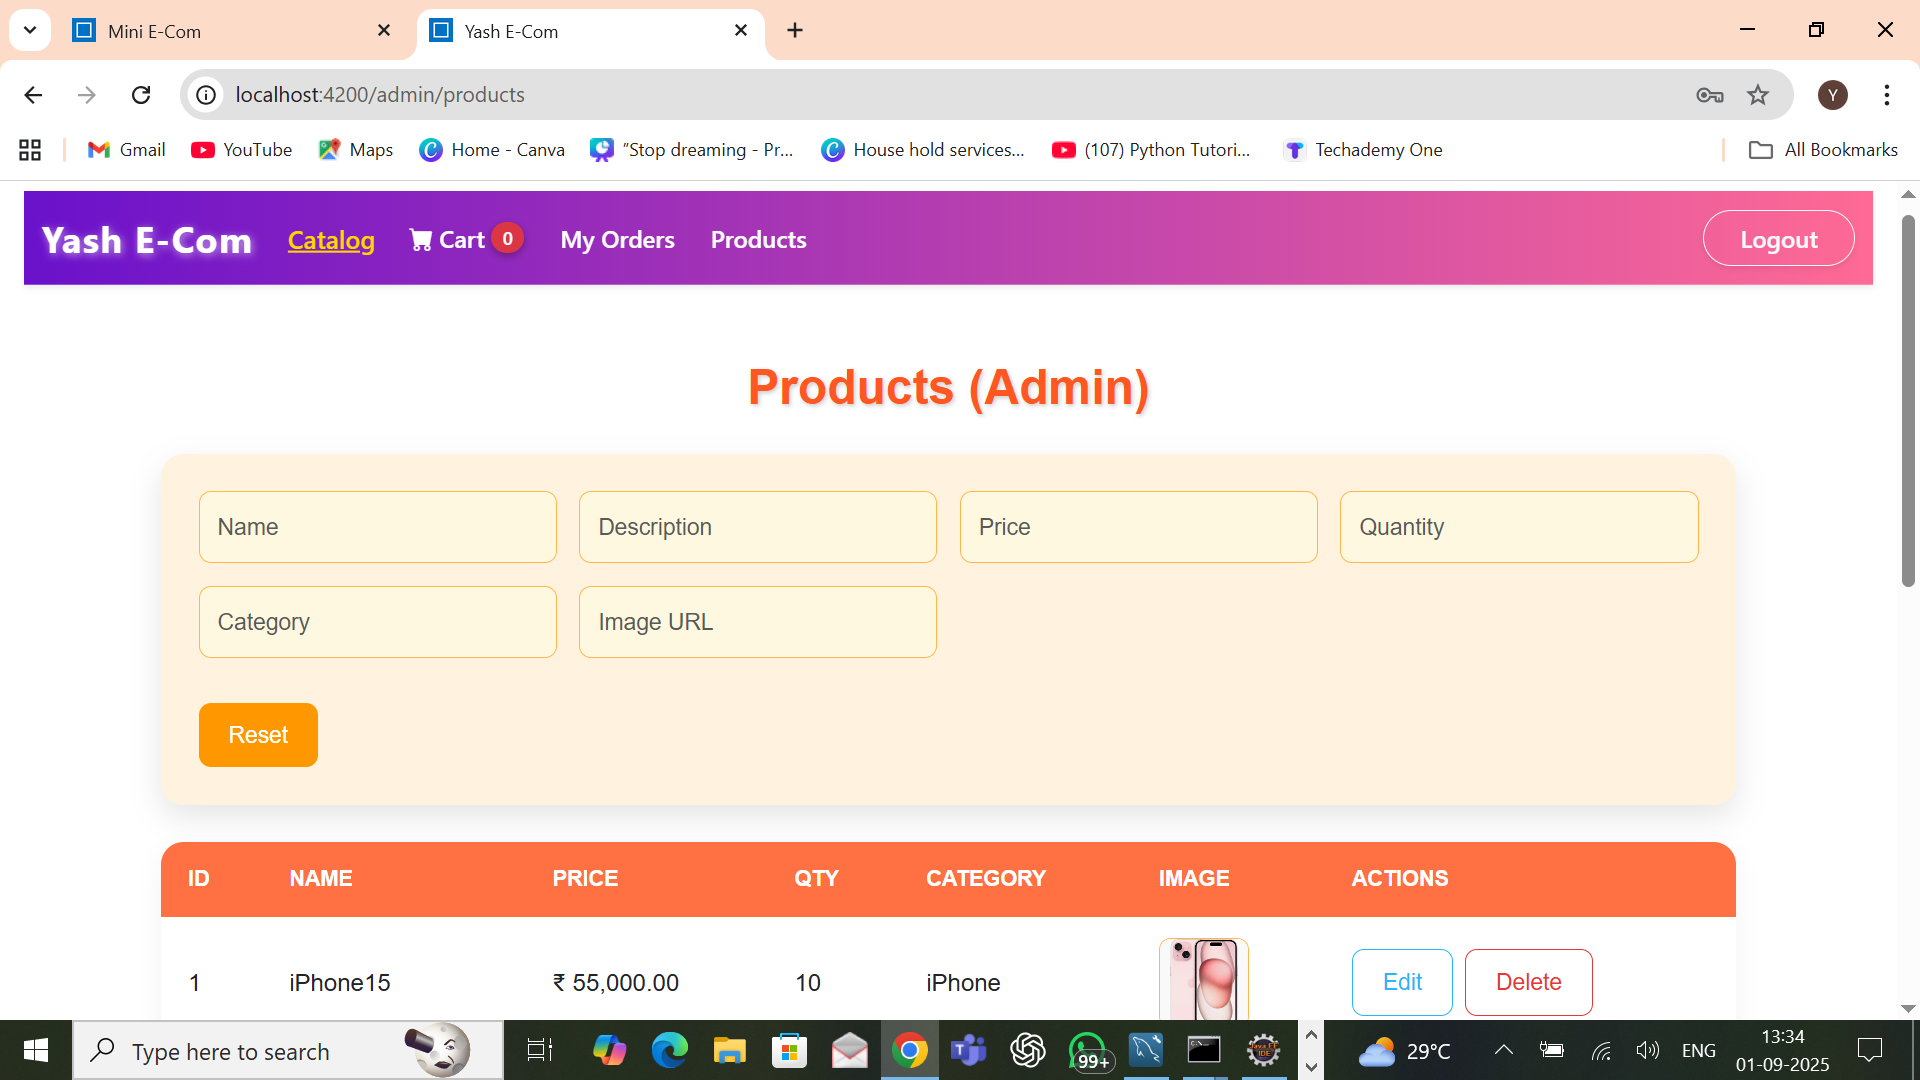 Mini E-Com
Yash E-Com
localhost:4200/admin/products
Y
Gmail
YouTube
Maps
Home - Canva
"Stop dreaming - Pr...
House hold services...
(107) Python Tutori...
Techademy One
All Bookmarks
Yash E-Com
Catalog
Cart 0
My Orders
Products
Logout
Products (Admin)
Name
Description
Price
Quantity
Category
Image URL
Reset
ID NAME PRICE QTY CATEGORY IMAGE ACTIONS
1 iPhone15 ₹ 55,000.00 10 iPhone Edit Delete
Type here to search
99+
Java EE
IDE
29°C
ENG
13:34
01-09-2025